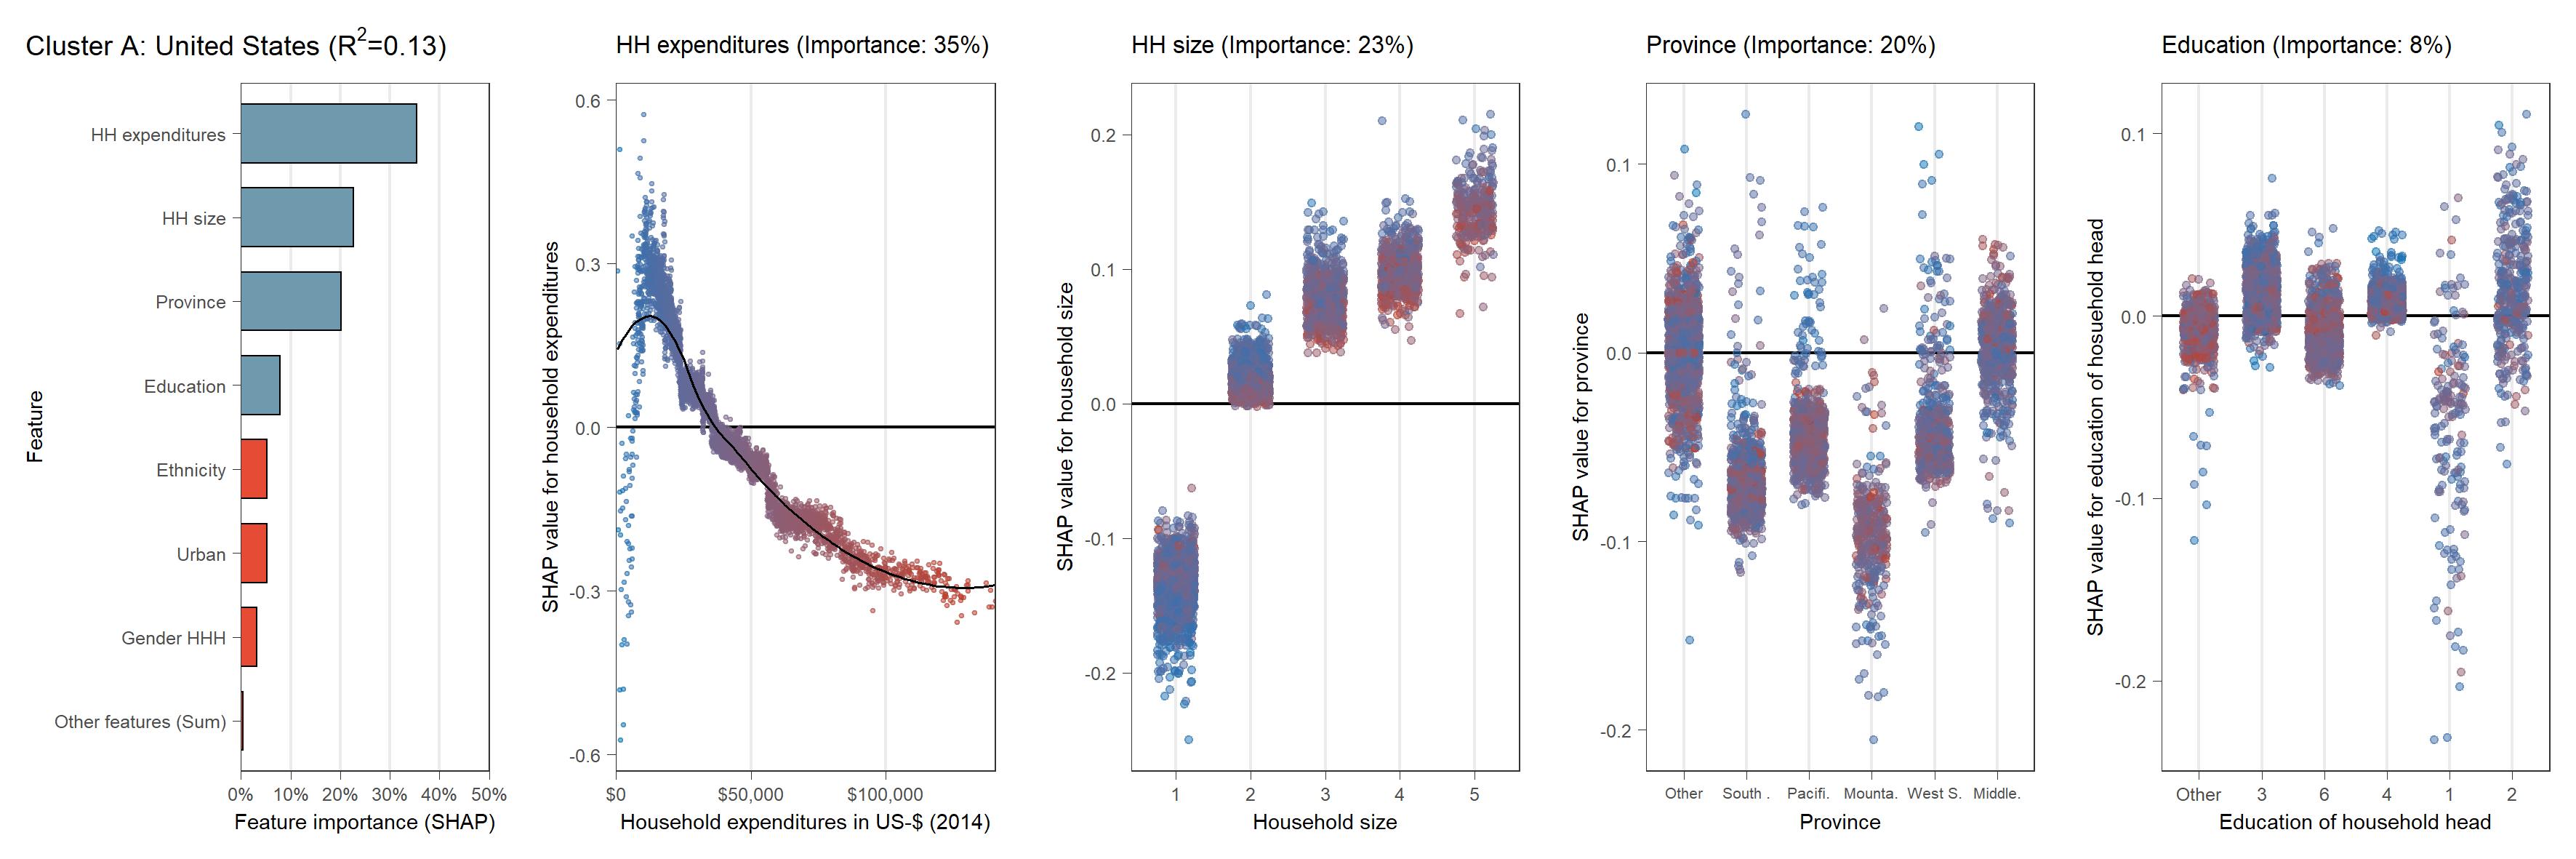 Cluster A: United States (R²=0.13)
Feature
HH expenditures
HH size
Province
Education
Ethnicity
Urban
Gender HHH
Other features (Sum)
0% 10% 20% 30% 40% 50%
Feature importance (SHAP)
HH expenditures (Importance: 35%)
SHAP value for household expenditures
0.6
0.3
0.0
-0.3
-0.6
$0 $50,000 $100,000
Household expenditures in US-$ (2014)
HH size (Importance: 23%)
SHAP value for household size
0.2
0.1
0.0
-0.1
-0.2
1 2 3 4 5
Household size
Province (Importance: 20%)
SHAP value for province
0.1
0.0
-0.1
-0.2
Other South . Pacifi. Mounta. West S. Middle.
Province
Education (Importance: 8%)
SHAP value for education of household head
0.1
0.0
-0.1
-0.2
Other 3 6 4 1 2
Education of household head